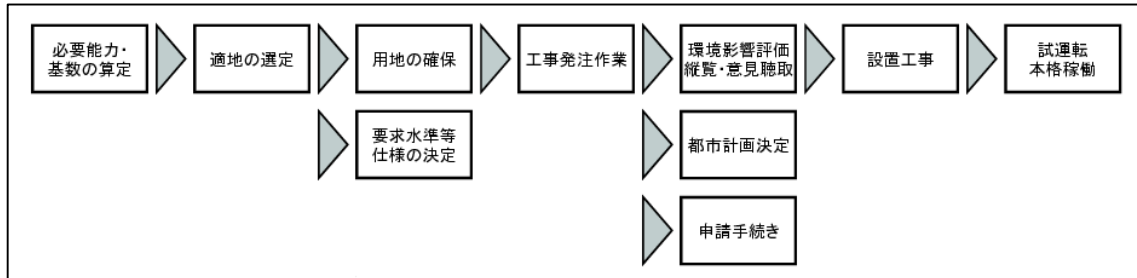 必要能力・
基数の算定
適地の選定
用地の確保
工事発注作業
環境影響評価
縦覧・意見聴取
設置工事
試運転
本格稼働
要求水準等
仕様の決定
都市計画決定
申請手続き